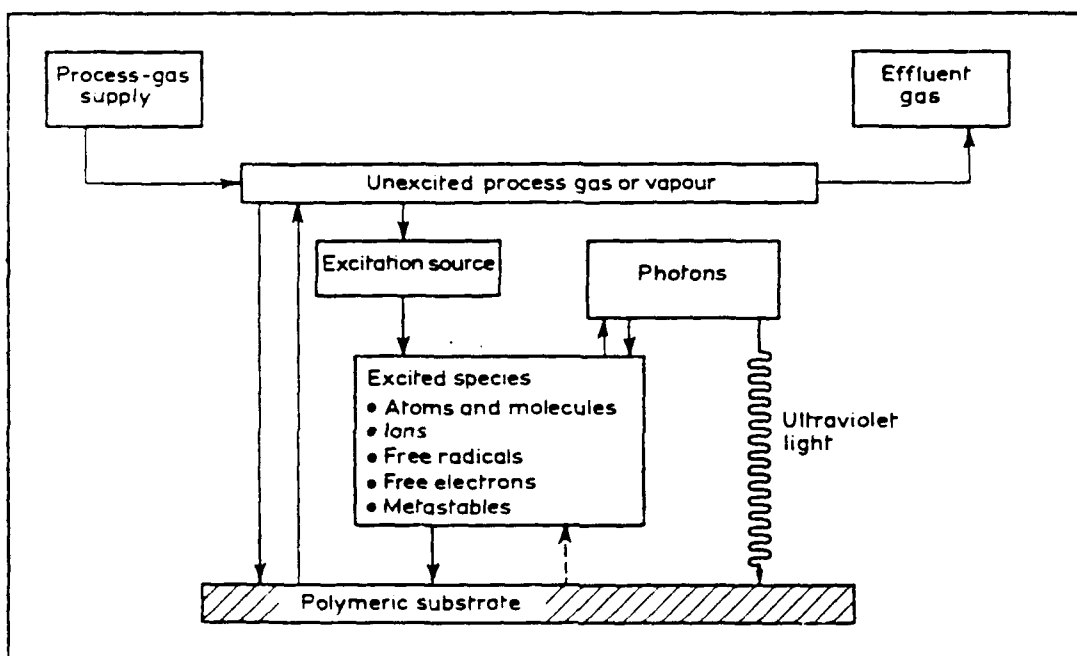 Process-gas
supply
Effluent
gas
Unexcited process gas or vapour
Excitation source
Photons
Excited species
• Atoms and molecules
• Ions
• Free radicals
• Free electrons
• Metastables
Ultraviolet
light
Polymeric substrate